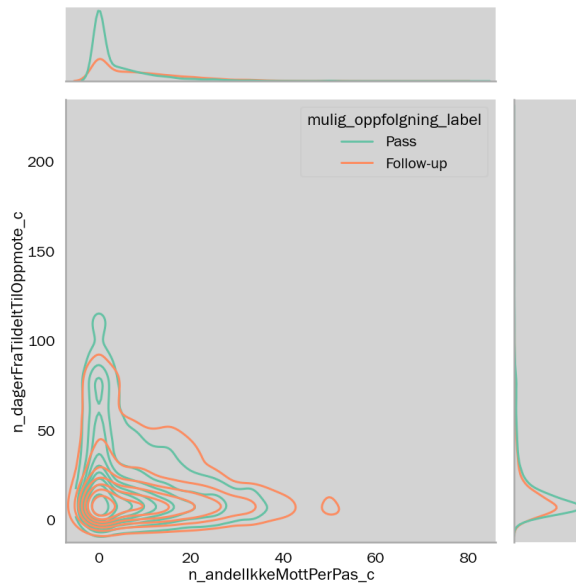 mulig_oppfolgning_label
Pass
Follow-up
200
150
100
50
0
n_dagerFraTildeltTilOppmote_c
0
20
40
60
80
n_andelIkkeMottPerPas_c